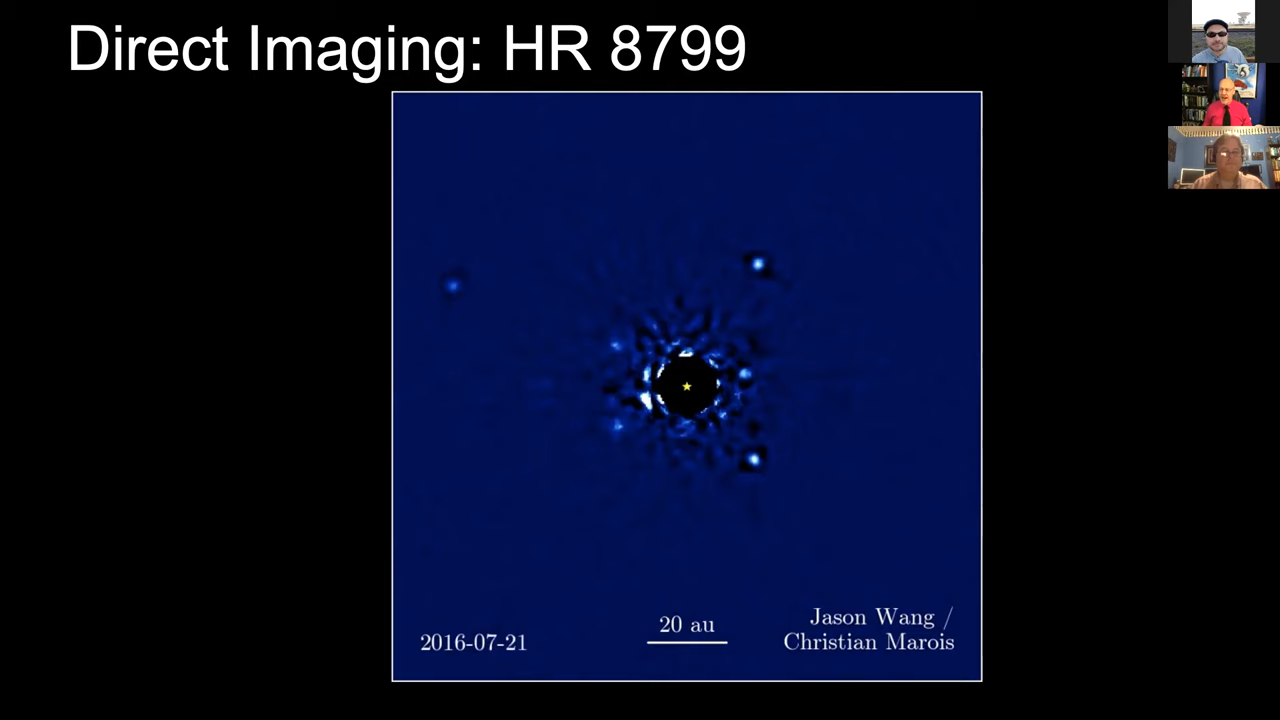 Direct Imaging: HR 8799
2016-07-21
20 au
Jason Wang /
Christian Marois